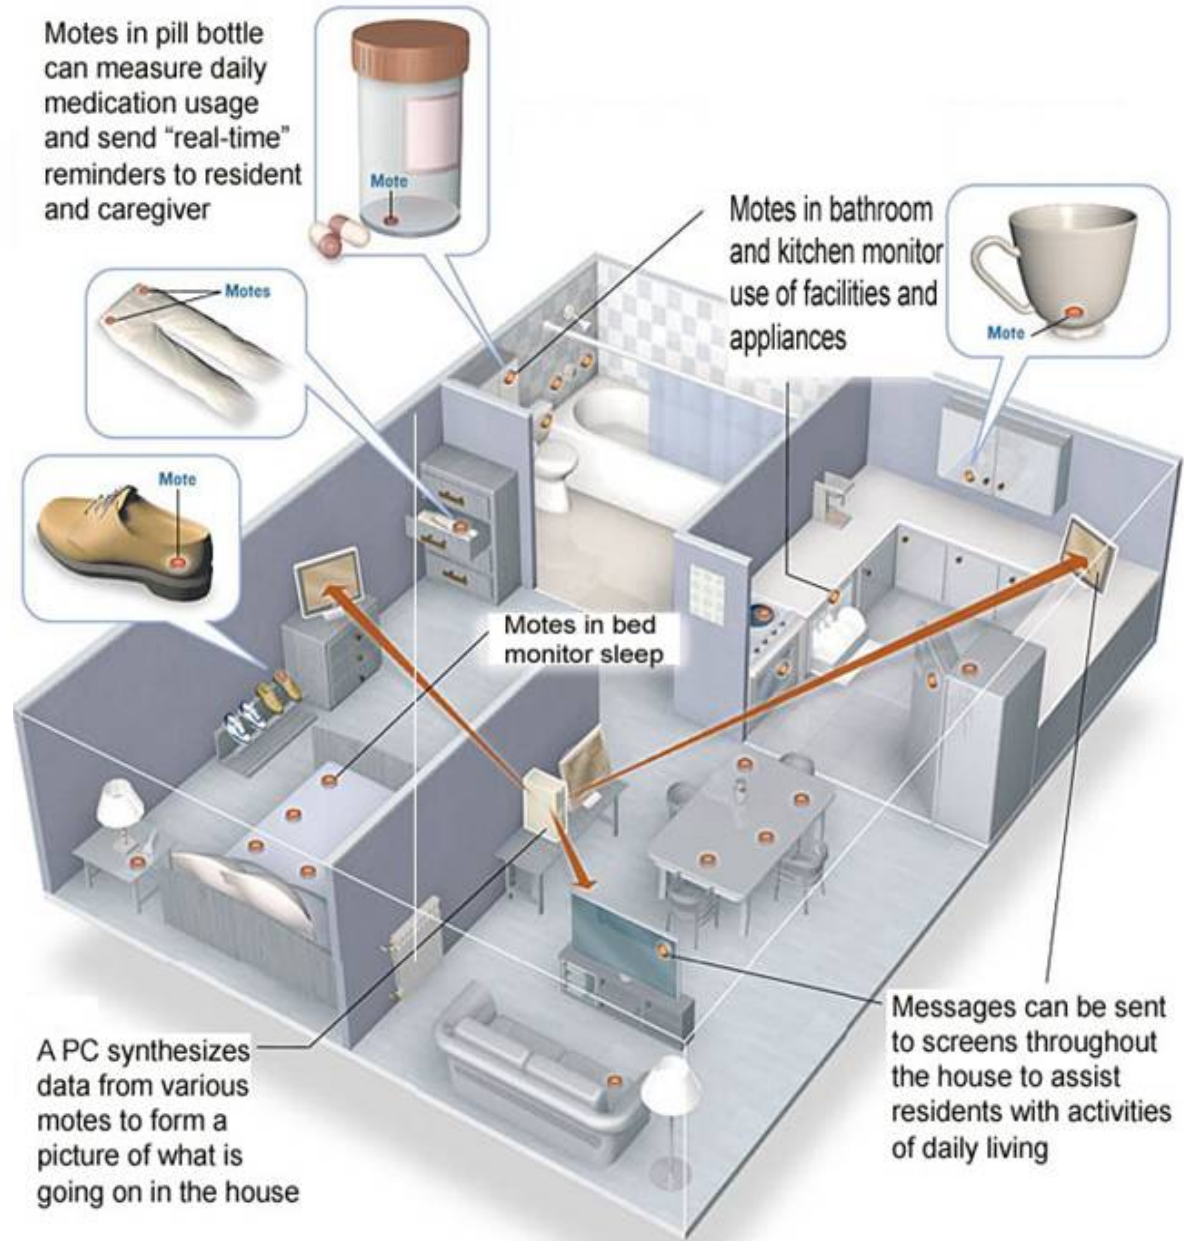 Motes in pill bottle
can measure daily
medication usage
and send “real-time”
reminders to resident
and caregiver
Mote
Motes in bathroom
and kitchen monitor
use of facilities and
appliances
Mote
Motes
Mote
Motes in bed
monitor sleep
A PC synthesizes
data from various
motes to form a
picture of what is
going on in the house
Messages can be sent
to screens throughout
the house to assist
residents with activities
of daily living